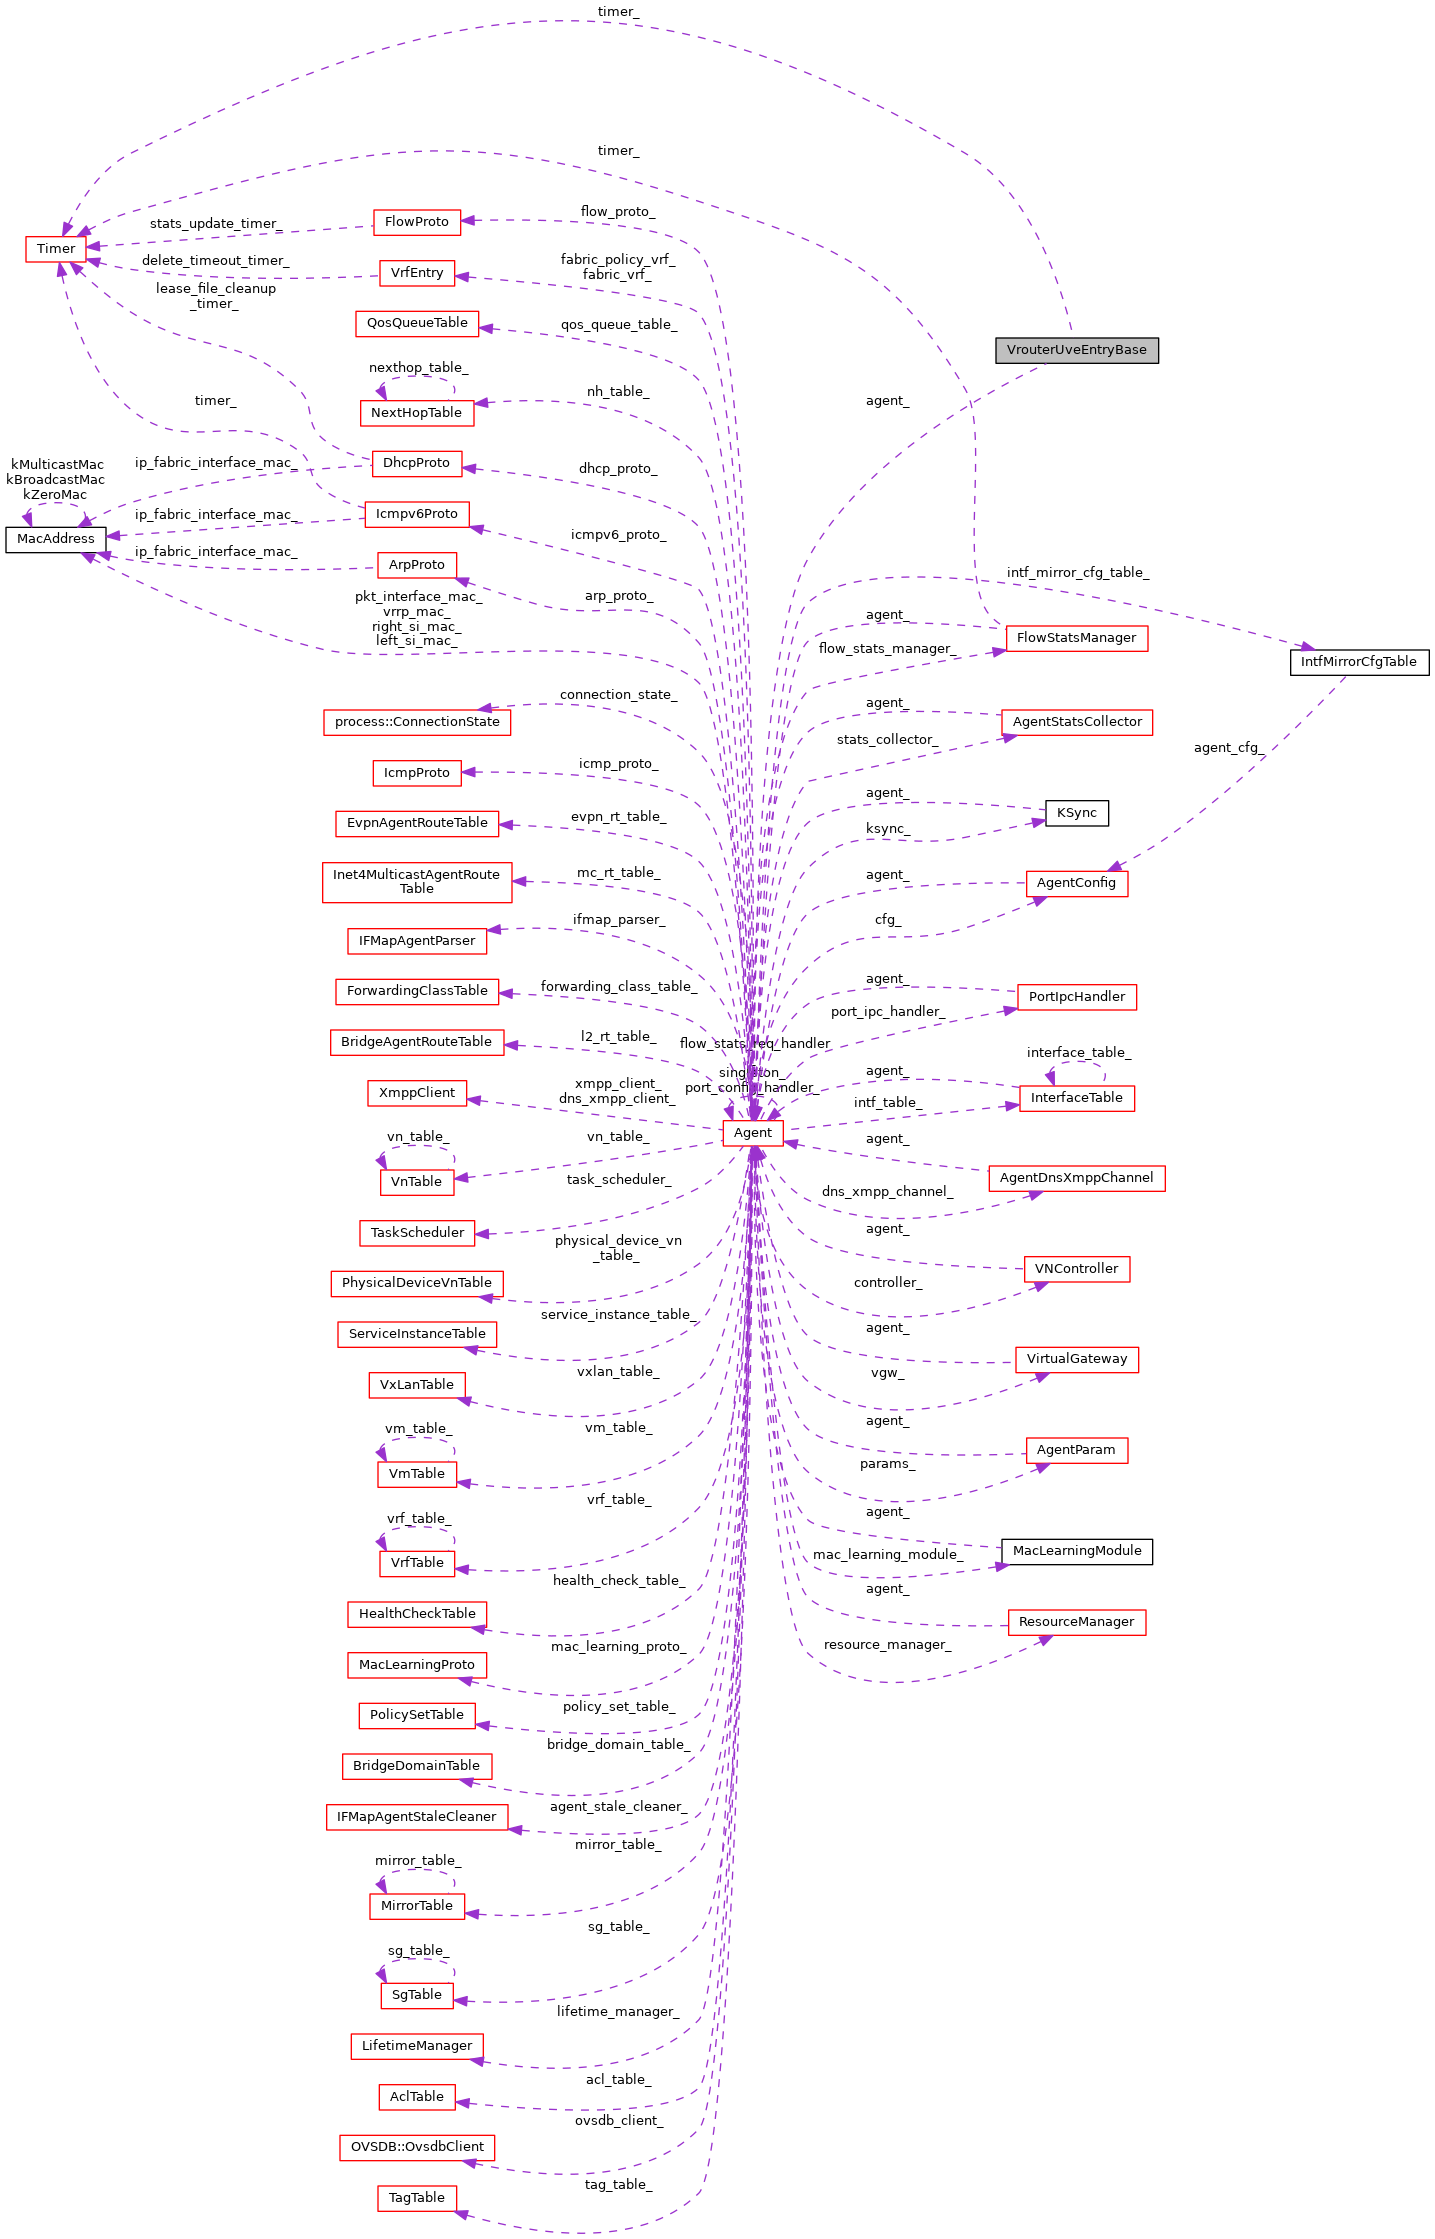 timer_
timer_
flow_proto_
FlowProto
stats_update_timer_
Timer
delete_timeout_timer_
fabric_policy_vrf_
fabric_vrf_
VrfEntry
lease_file_cleanup
_timer_
QosQueueTable
qos_queue_table_
VrouterUveEntryBase
nexthop_table_
nh_table_
NextHopTable
timer_
agent_
kMulticastMac
kBroadcastMac
kZeroMac
ip_fabric_interface_mac_
DhcpProto
dhcp_proto_
ip_fabric_interface_mac_
Icmpv6Proto
icmpv6_proto_
MacAddress
ip_fabric_interface_mac_
ArpProto
arp_proto_
intf_mirror_cfg_table_
pkt_interface_mac_
vrrp_mac_
right_si_mac_
left_si_mac_
agent_
FlowStatsManager
flow_stats_manager_
IntfMirrorCfgTable
connection_state_
process::ConnectionState
agent_
AgentStatsCollector
stats_collector_
agent_cfg_
icmp_proto_
IcmpProto
agent_
KSync
ksync_
evpn_rt_table_
EvpnAgentRouteTable
Inet4MulticastAgentRoute
Table
mc_rt_table_
agent_
AgentConfig
cfg_
ifmap_parser_
IFMapAgentParser
ForwardingClassTable
forwarding_class_table_
agent_
PortIpcHandler
port_ipc_handler_
BridgeAgentRouteTable
l2_rt_table_
flow_stats_req_handler
_
singleton_
port_config_handler_
interface_table_
agent_
InterfaceTable
intf_table_
XmppClient
xmpp_client_
dns_xmpp_client_
Agent
vn_table_
vn_table_
VnTable
agent_
AgentDnsXmppChannel
dns_xmpp_channel_
task_scheduler_
TaskScheduler
physical_device_vn
_table_
PhysicalDeviceVnTable
agent_
VNController
controller_
service_instance_table_
ServiceInstanceTable
agent_
VirtualGateway
vgw_
vxlan_table_
VxLanTable
vm_table_
vm_table_
VmTable
agent_
AgentParam
params_
vrf_table_
vrf_table_
VrfTable
agent_
MacLearningModule
mac_learning_module_
health_check_table_
HealthCheckTable
agent_
ResourceManager
resource_manager_
mac_learning_proto_
MacLearningProto
policy_set_table_
PolicySetTable
bridge_domain_table_
BridgeDomainTable
agent_stale_cleaner_
IFMapAgentStaleCleaner
mirror_table_
mirror_table_
MirrorTable
sg_table_
sg_table_
SgTable
lifetime_manager_
LifetimeManager
acl_table_
AclTable
ovsdb_client_
OVSDB::OvsdbClient
tag_table_
TagTable